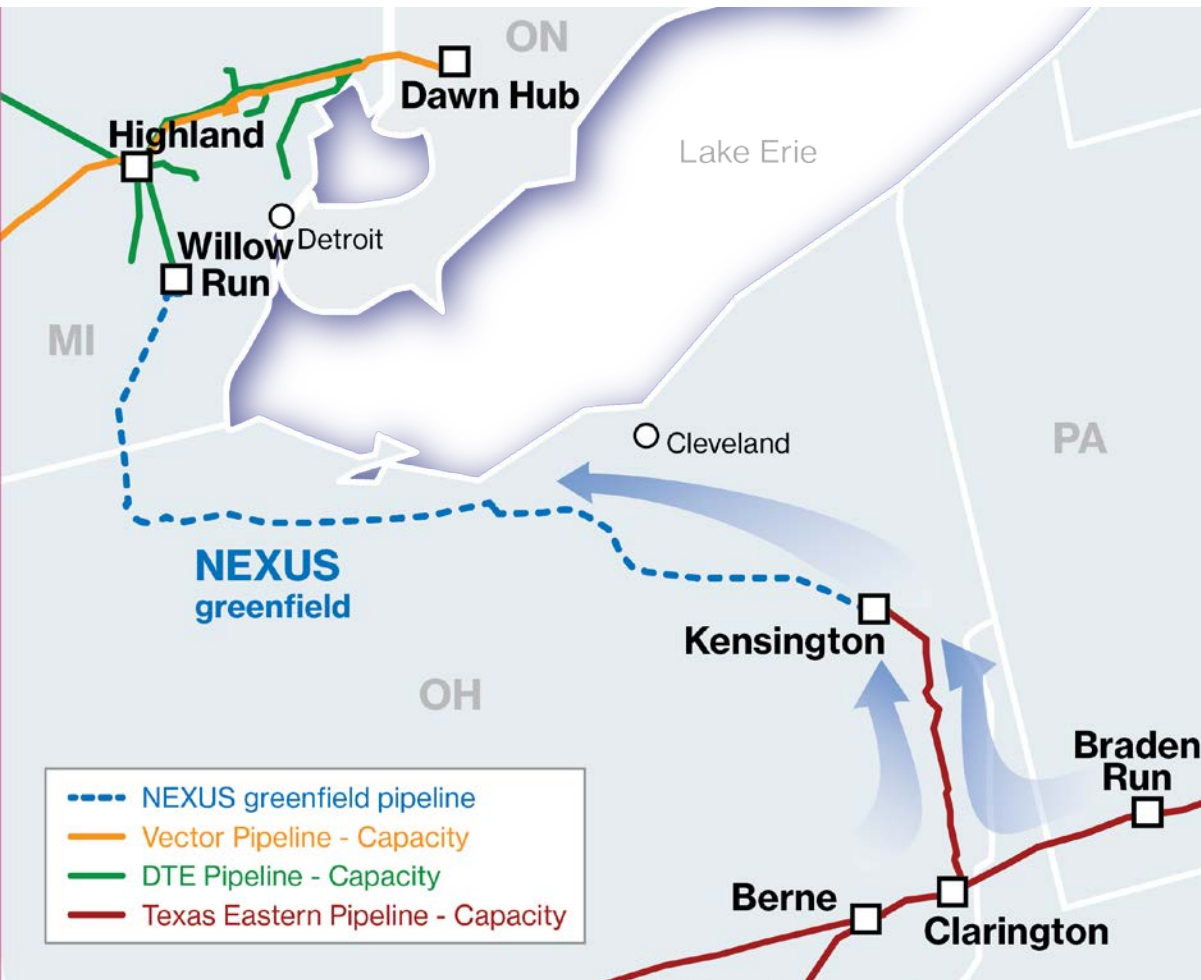 ON
Dawn Hub
Highland
Lake Erie
Detroit
Willow
Run
MI
Cleveland
PA
NEXUS
greenfield
Kensington
OH
Braden
Run
NEXUS greenfield pipeline
Vector Pipeline - Capacity
DTE Pipeline - Capacity
Texas Eastern Pipeline - Capacity
Berne
Clarington